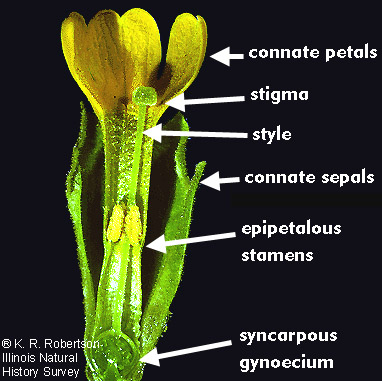 connate petals
stigma
style
connate sepals
epipetalous
stamens
syncarpous
gynoecium
® K. R. Robertson
Illinois Natural
History Survey